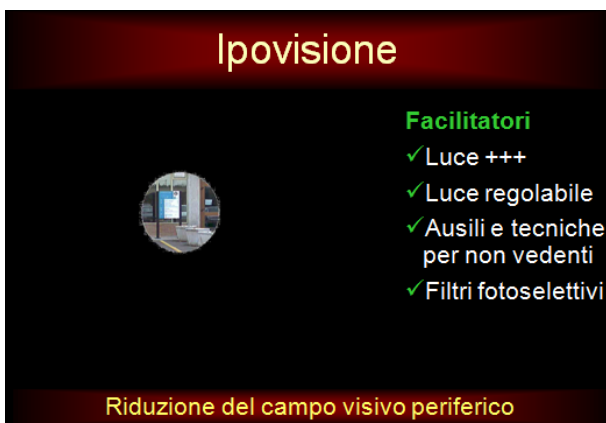 Ipovisione
Facilitatori
✓Luce +++
✓Luce regolabile
✓Ausili e tecniche
per non vedenti
✓Filtri fotoselettivi
Riduzione del campo visivo periferico